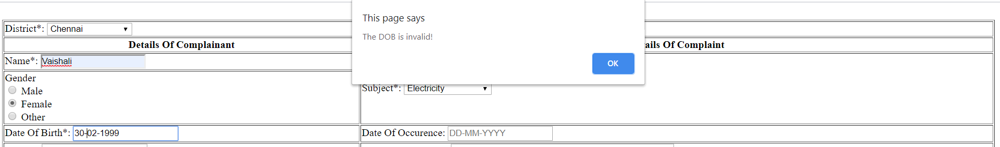 This page says
The DOB is invalid!
OK
District*: Chennai
Details Of Complainant
ails Of Complaint
Name*: Vaishali
Gender
Male
Female
Other
Subject*: Electricity
Date Of Birth*: 30-02-1999
Date Of Occurence: DD-MM-YYYY